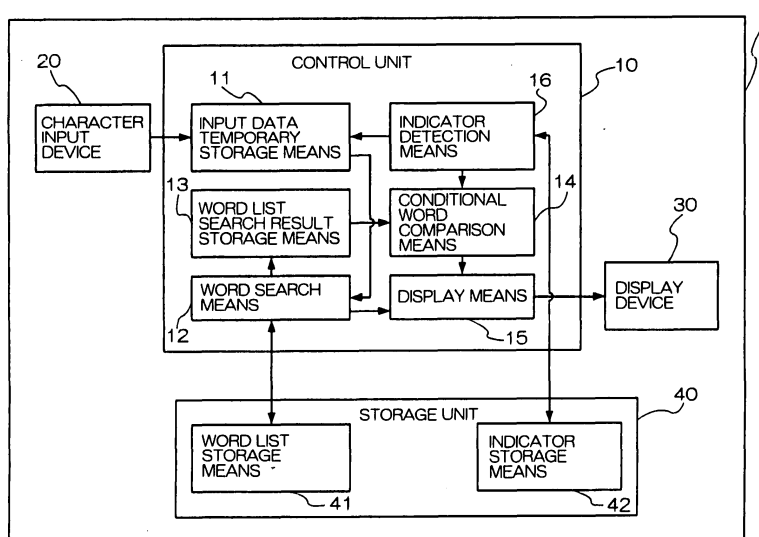 CONTROL UNIT
10
20
CHARACTER
INPUT
DEVICE
11
INPUT DATA
TEMPORARY
STORAGE MEANS
16
INDICATOR
DETECTION
MEANS
13
WORD LIST
SEARCH RESULT
STORAGE MEANS
14
CONDITIONAL
WORD
COMPARISON
MEANS
12
WORD SEARCH
MEANS
DISPLAY MEANS
15
30
DISPLAY
DEVICE
STORAGE UNIT
40
WORD LIST
STORAGE
MEANS
41
INDICATOR
STORAGE
MEANS
42